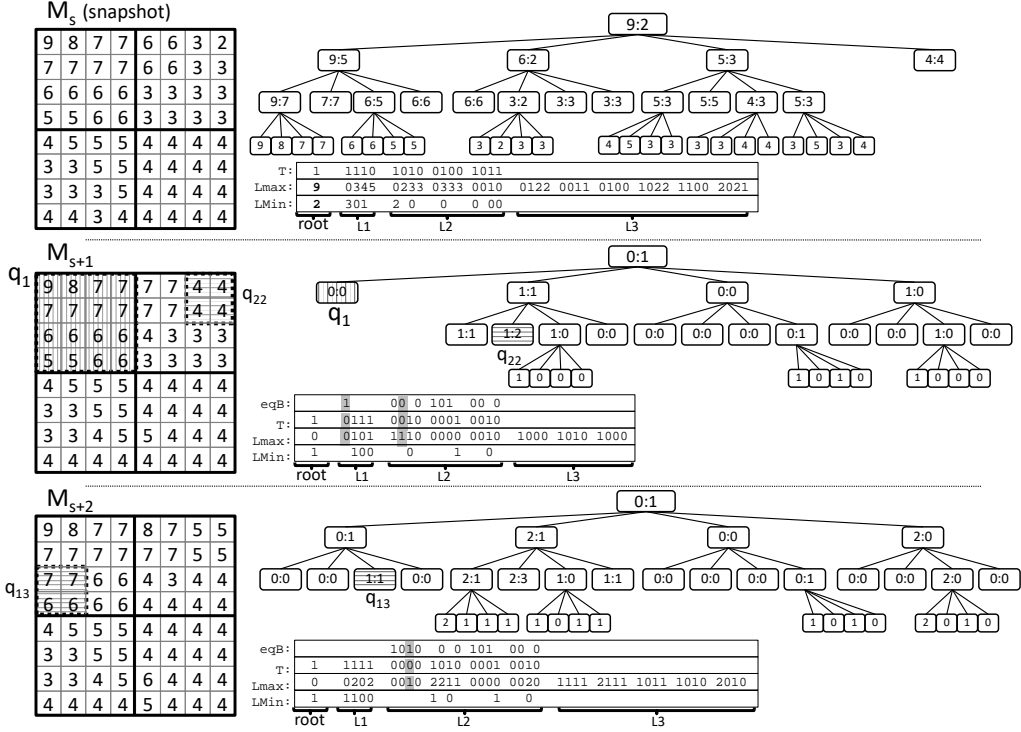 M_s (snapshot)
9 8 7 7 6 6 3 2
7 7 7 7 6 6 3 3
6 6 6 6 3 3 3 3
5 5 6 6 3 3 3 3
4 5 5 5 4 4 4 4
3 3 5 5 4 4 4 4
3 3 3 4 4 4 4 4
4 4 3 4 4 4 4 4
9:2
9:5 6:2 5:3 4:4
9:7 7:7 6:5 6:6 6:6 3:2 3:3 3:3 5:3 5:5 4:3 5:3
9 8 7 7 6 6 5 5 3 2 3 3 4 5 3 3 3 3 4 4 3 5 3 4
T: 1 1110 1010 0100 1011
Lmax: 9 0345 0233 0333 0010 0122 0011 0100 1022 1100 2021
LMin: 2 301 2 0 0 0 00
root L1 L2 L3
M_s+1
q_1
9 8 7 7 7 7 4 4
7 7 7 7 7 7 4 4
6 6 6 6 4 3 3 3
5 5 6 6 3 3 3 3
4 5 5 5 4 4 4 4
3 3 5 5 4 4 4 4
3 3 4 5 5 4 4 4
4 4 4 4 4 4 4 4
q_22
0:1
0:0 1:1 0:0 1:0
q_1
1:1 1:2 1:0 0:0 0:0 0:0 0:0 0:1 0:0 0:0 1:0 0:0
q_22
1 0 0 0 1 0 1 0 1 0 0 0
eqB: 1 00 0 101 00 0
T: 1 0111 0010 0001 0010
Lmax: 0 0101 1110 0000 0010 1000 1010 1000
LMin: 1 100 0 1 0
root L1 L2 L3
M_s+2
9 8 7 7 8 7 5 5
7 7 7 7 7 7 5 5
7 7 6 6 4 3 4 4
6 6 6 6 4 4 4 4
4 5 5 5 4 4 4 4
3 3 5 5 4 4 4 4
3 3 4 5 6 4 4 4
4 4 4 4 5 4 4 4
q_13
0:1
0:1 2:1 0:0 2:0
0:0 0:0 1:1 0:0 2:1 2:3 1:0 1:1 0:0 0:0 0:0 0:1 0:0 0:0 2:0 0:0
q_13
2 1 1 1 1 0 1 1 1 0 1 0 2 0 1 0
eqB: 1010 0 0 101 00 0
T: 1 1111 0000 1010 0001 0010
Lmax: 0 0202 0010 2211 0000 0020 1111 2111 1011 1010 2010
LMin: 1 1100 1 0 1 0
root L1 L2 L3